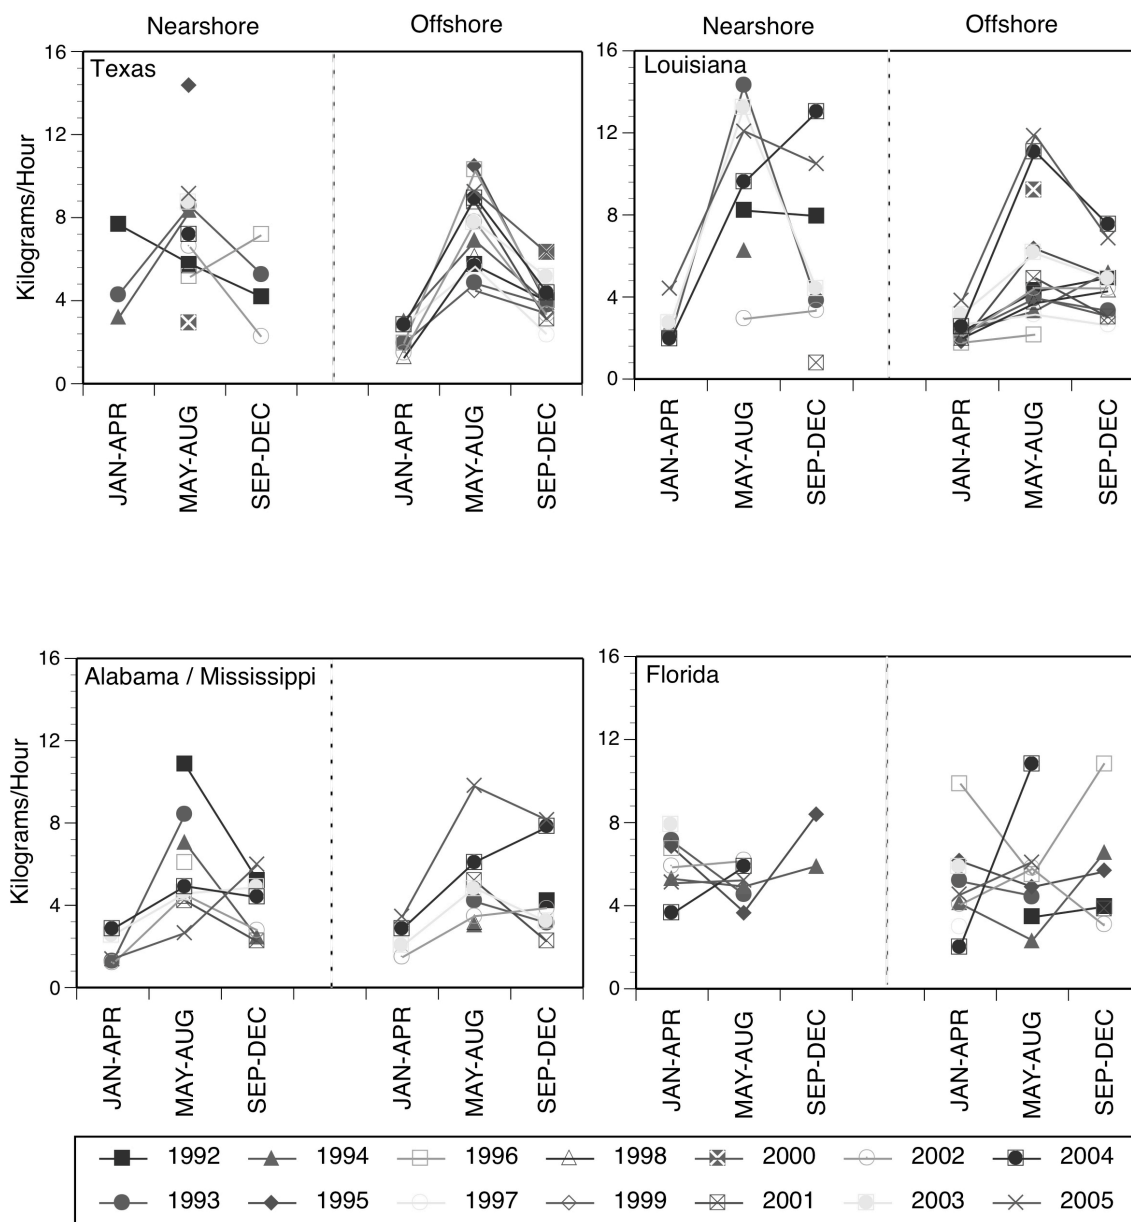 Nearshore Offshore Nearshore Offshore
16 Texas 16 Louisiana
12 12
8 8
4 4
0 0
Kilograms/Hour
JAN-APR MAY-AUG SEP-DEC JAN-APR MAY-AUG SEP-DEC JAN-APR MAY-AUG SEP-DEC JAN-APR MAY-AUG SEP-DEC
16 Alabama / Mississippi 16 Florida
12 12
8 8
4 4
0 0
Kilograms/Hour
JAN-APR MAY-AUG SEP-DEC JAN-APR MAY-AUG SEP-DEC JAN-APR MAY-AUG SEP-DEC JAN-APR MAY-AUG SEP-DEC
1992 1994 1996 1998 2000 2002 2004
1993 1995 1997 1999 2001 2003 2005